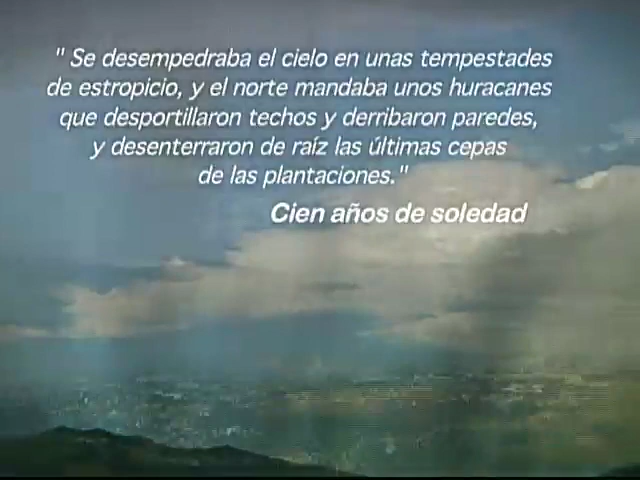 " Se desempedraba el cielo en unas tempestades
de estropicio, y el norte mandaba unos huracanes
que desportillaron techos y derribaron paredes,
y desenterraron de raíz las últimas cepas
de las plantaciones."
Cien años de soledad